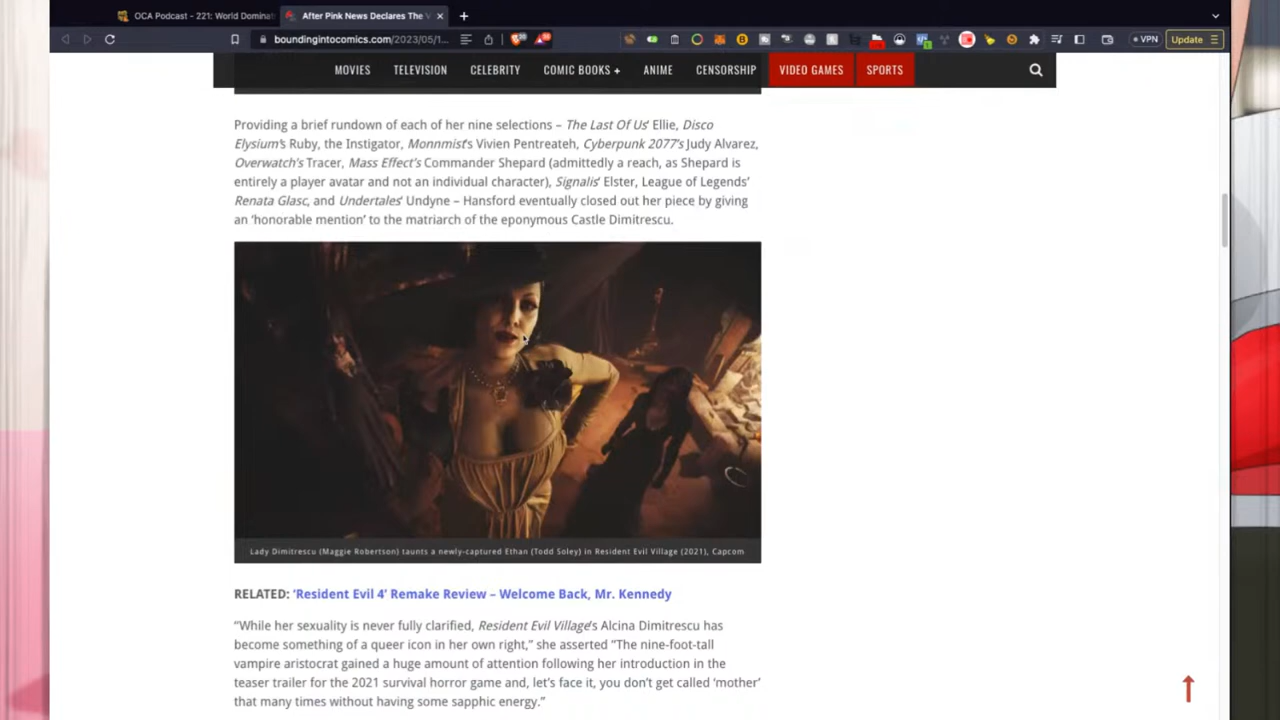 OCA Podcast - 221: World Dominat
After Pink News Declares The V
boundingintocomics.com/2023/05/1...
VPN
Update
MOVIES TELEVISION CELEBRITY COMIC BOOKS + ANIME CENSORSHIP VIDEO GAMES SPORTS
Providing a brief rundown of each of her nine selections – The Last Of Us' Ellie, Disco
Elysium's Ruby, the Instigator, Monnmist's Vivien Pentreateh, Cyberpunk 2077's Judy Alvarez,
Overwatch's Tracer, Mass Effect's Commander Shepard (admittedly a reach, as Shepard is
entirely a player avatar and not an individual character), Signalis' Elster, League of Legends'
Renata Glasc, and Undertales' Undyne – Hansford eventually closed out her piece by giving
an 'honorable mention' to the matriarch of the eponymous Castle Dimitrescu.
Lady Dimitrescu (Maggie Robertson) taunts a newly-captured Ethan (Todd Soley) in Resident Evil Village (2021), Capcom
RELATED: 'Resident Evil 4' Remake Review – Welcome Back, Mr. Kennedy
"While her sexuality is never fully clarified, Resident Evil Village's Alcina Dimitrescu has
become something of a queer icon in her own right," she asserted "The nine-foot-tall
vampire aristocrat gained a huge amount of attention following her introduction in the
teaser trailer for the 2021 survival horror game and, let's face it, you don't get called 'mother'
that many times without having some sapphic energy."